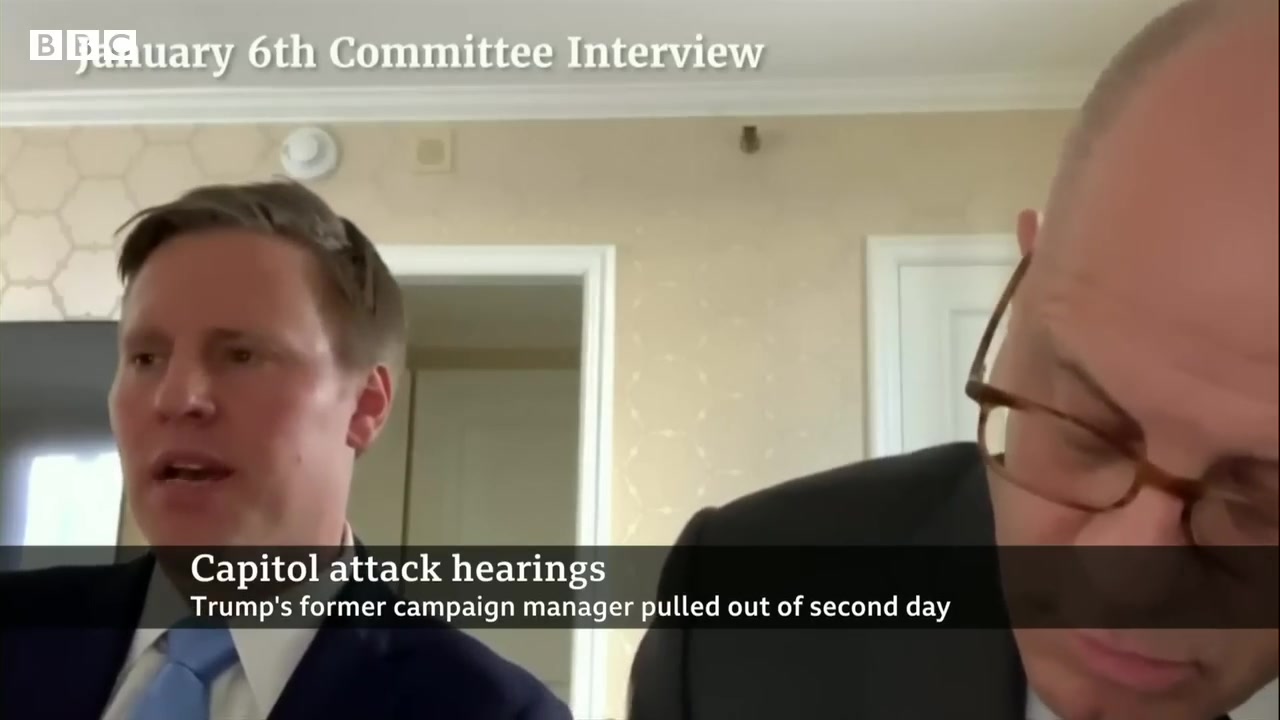 BBC
January 6th Committee Interview
Capitol attack hearings
Trump's former campaign manager pulled out of second day